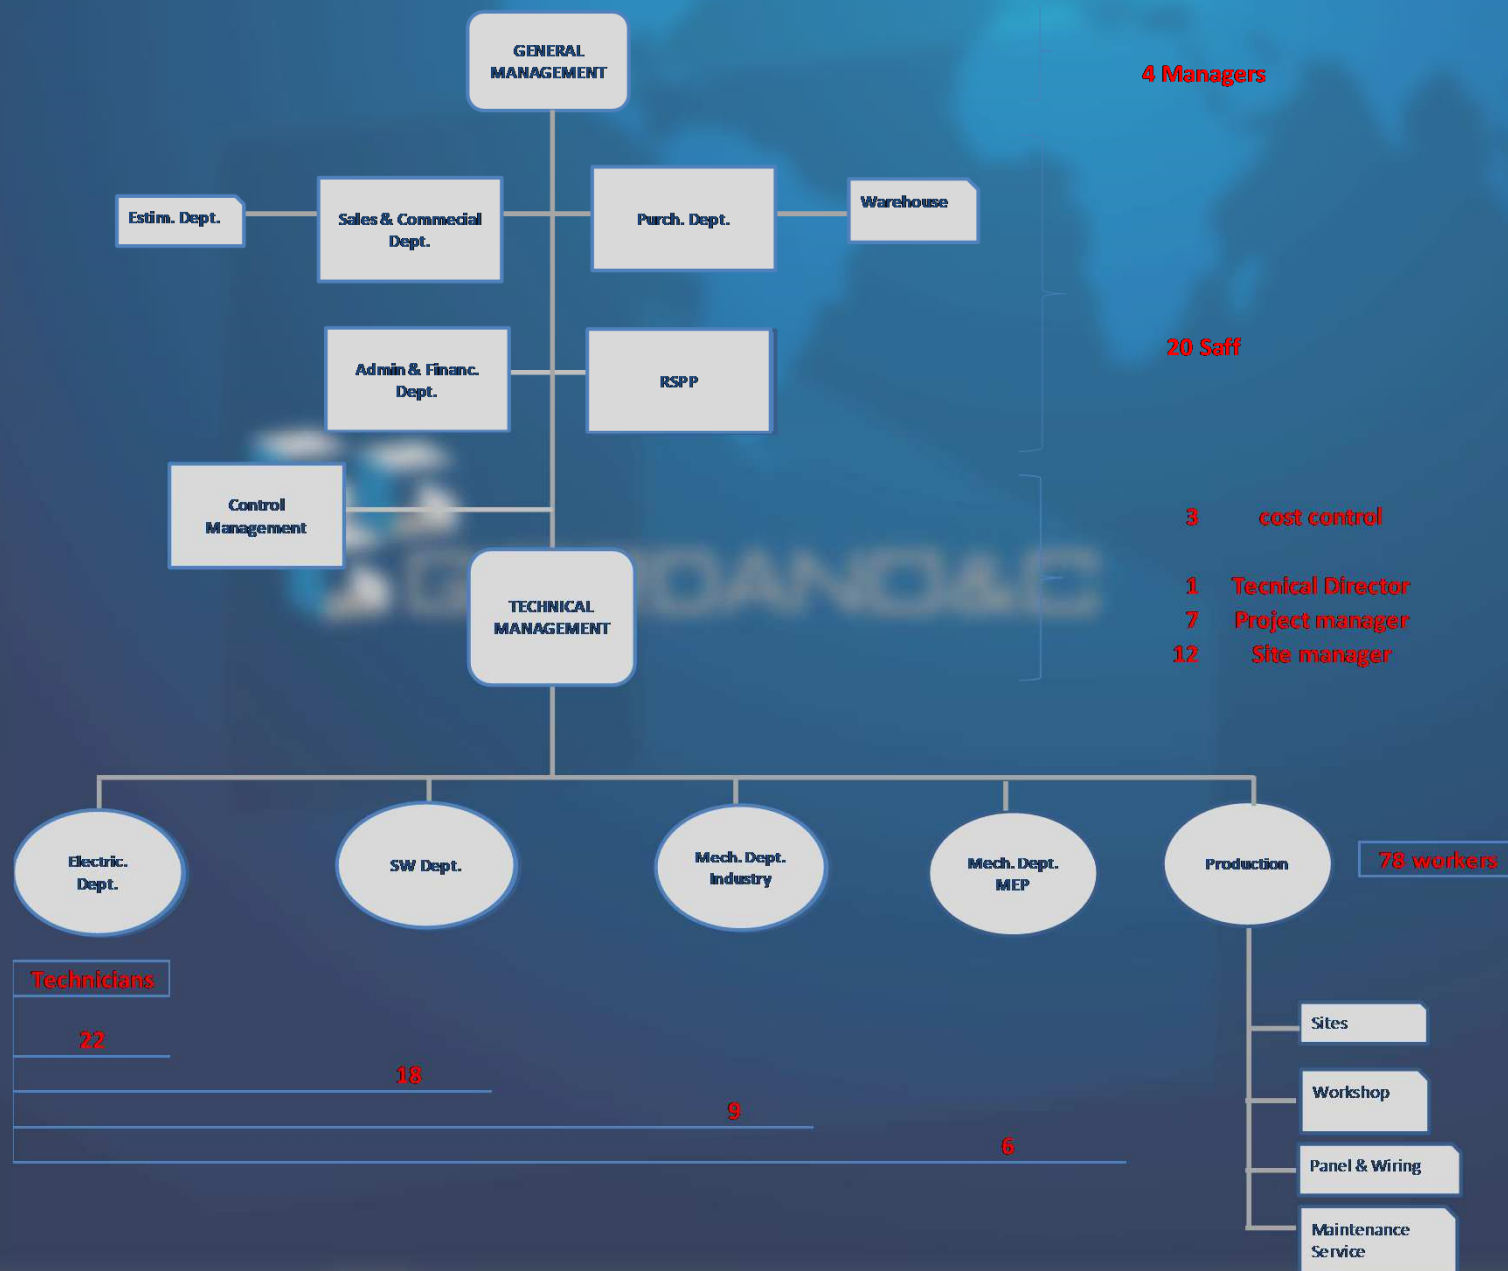 GENERAL
MANAGEMENT
4 Managers
Estim. Dept.
Sales & Commecial
Dept.
Purch. Dept.
Warehouse
Admin & Financ.
Dept.
RSPP
20 Saff
Control
Management
3 cost control
TECHNICAL
MANAGEMENT
1 Tecnical Director
7 Project manager
12 Site manager
Electric.
Dept.
SW Dept.
Mech. Dept.
Industry
Mech. Dept.
MEP
Production
78 workers
Technicians
22
18
9
6
Sites
Workshop
Panel & Wiring
Maintenance
Service